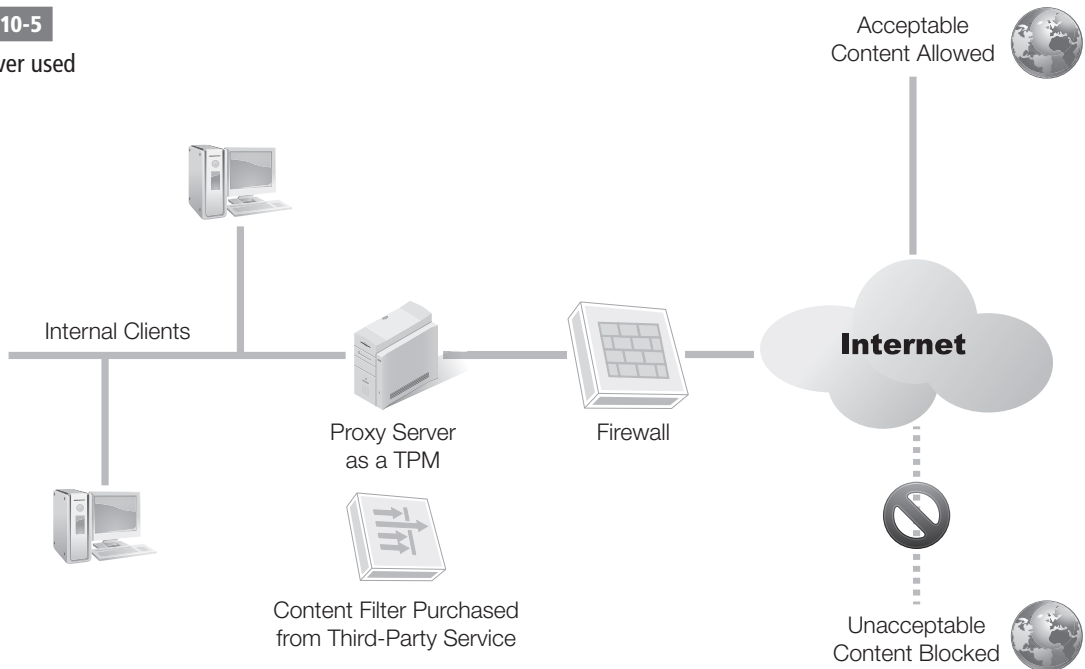 10-5
ver used
Acceptable
Content Allowed
Internal Clients
Proxy Server
as a TPM
Firewall
Internet
Content Filter Purchased
from Third-Party Service
Unacceptable
Content Blocked